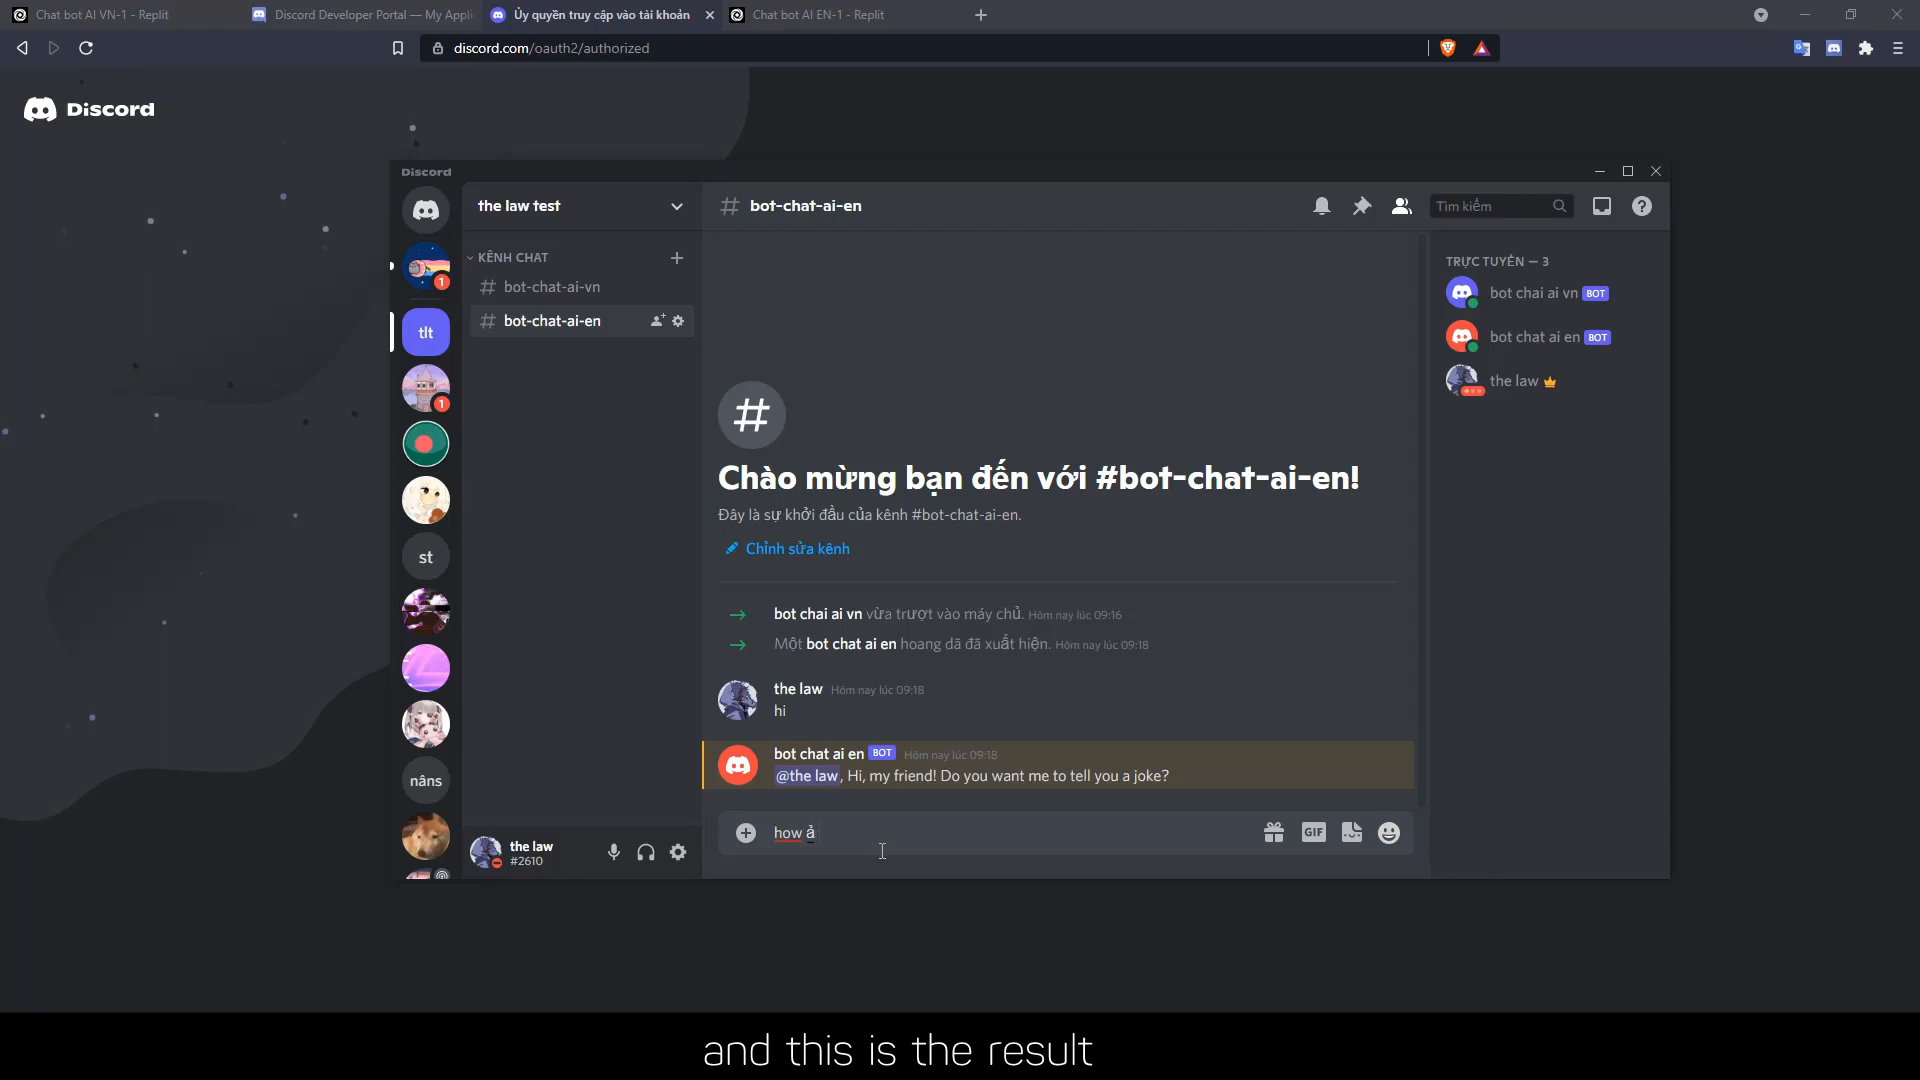 Chat bot AI VN-1 - Replit
Discord Developer Portal — My Appli
Ủy quyền truy cập vào tài khoản
Chat bot AI EN-1 - Replit
discord.com/oauth2/authorized
Discord
Discord
the law test
bot-chat-ai-en
Tìm kiếm
KÊNH CHAT
bot-chat-ai-vn
bot-chat-ai-en
1
tlt
1
st
nâns
TRỰC TUYẾN — 3
bot chai ai vn BOT
bot chat ai en BOT
the law
Chào mừng bạn đến với #bot-chat-ai-en!
Đây là sự khởi đầu của kênh #bot-chat-ai-en.
Chỉnh sửa kênh
bot chai ai vn vừa trượt vào máy chủ. Hôm nay lúc 09:16
Một bot chat ai en hoang dã đã xuất hiện. Hôm nay lúc 09:18
the law Hôm nay lúc 09:18
hi
bot chat ai en BOT Hôm nay lúc 09:18
@the law, Hi, my friend! Do you want me to tell you a joke?
how ả
GIF
the law
#2610
and this is the result